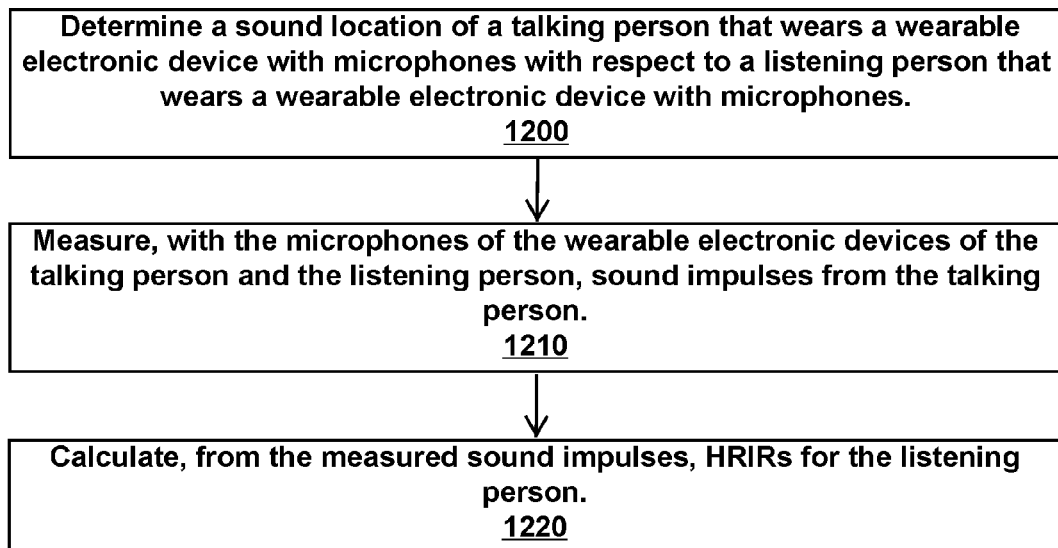 Determine a sound location of a talking person that wears a wearable
electronic device with microphones with respect to a listening person that
wears a wearable electronic device with microphones.
1200
Measure, with the microphones of the wearable electronic devices of the
talking person and the listening person, sound impulses from the talking
person.
1210
Calculate, from the measured sound impulses, HRIRs for the listening
person.
1220